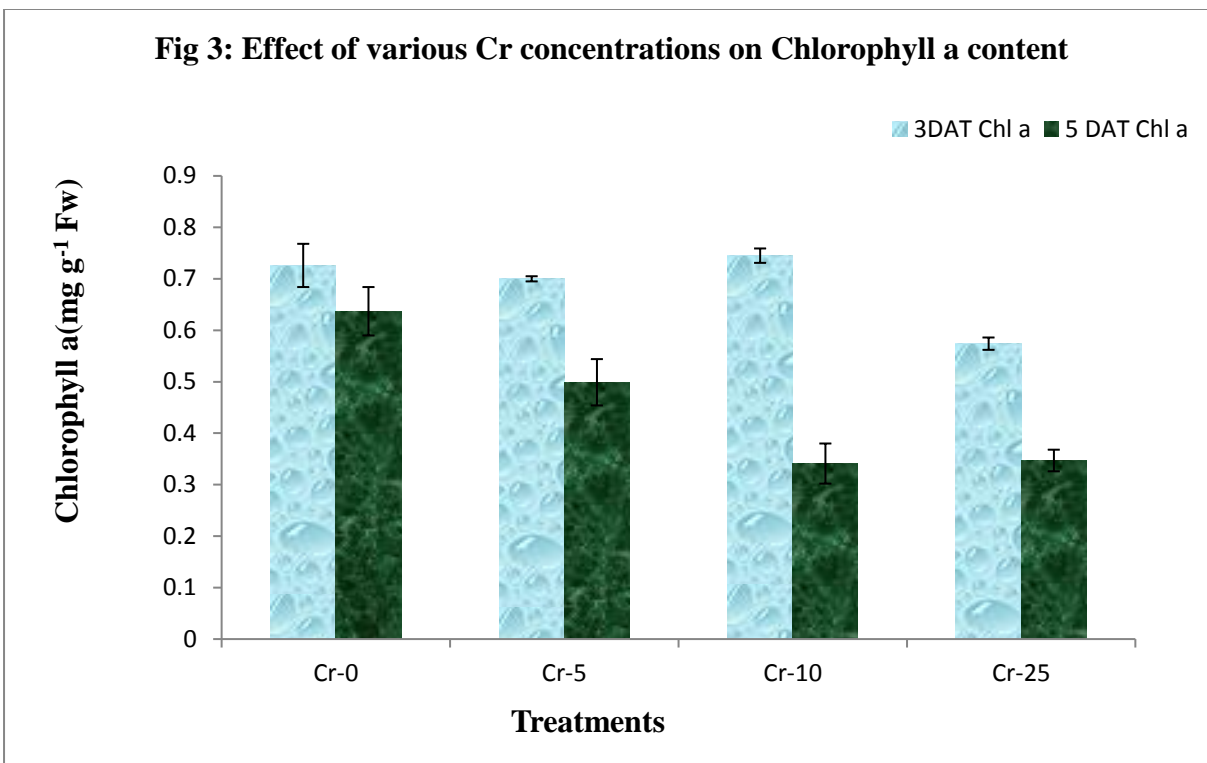 Fig 3: Effect of various Cr concentrations on Chlorophyll a content
3DAT Chl a 5 DAT Chl a
Chlorophyll a(mg g-1 Fw)
0.9
0.8
0.7
0.6
0.5
0.4
0.3
0.2
0.1
0
Cr-0 Cr-5 Cr-10 Cr-25
Treatments